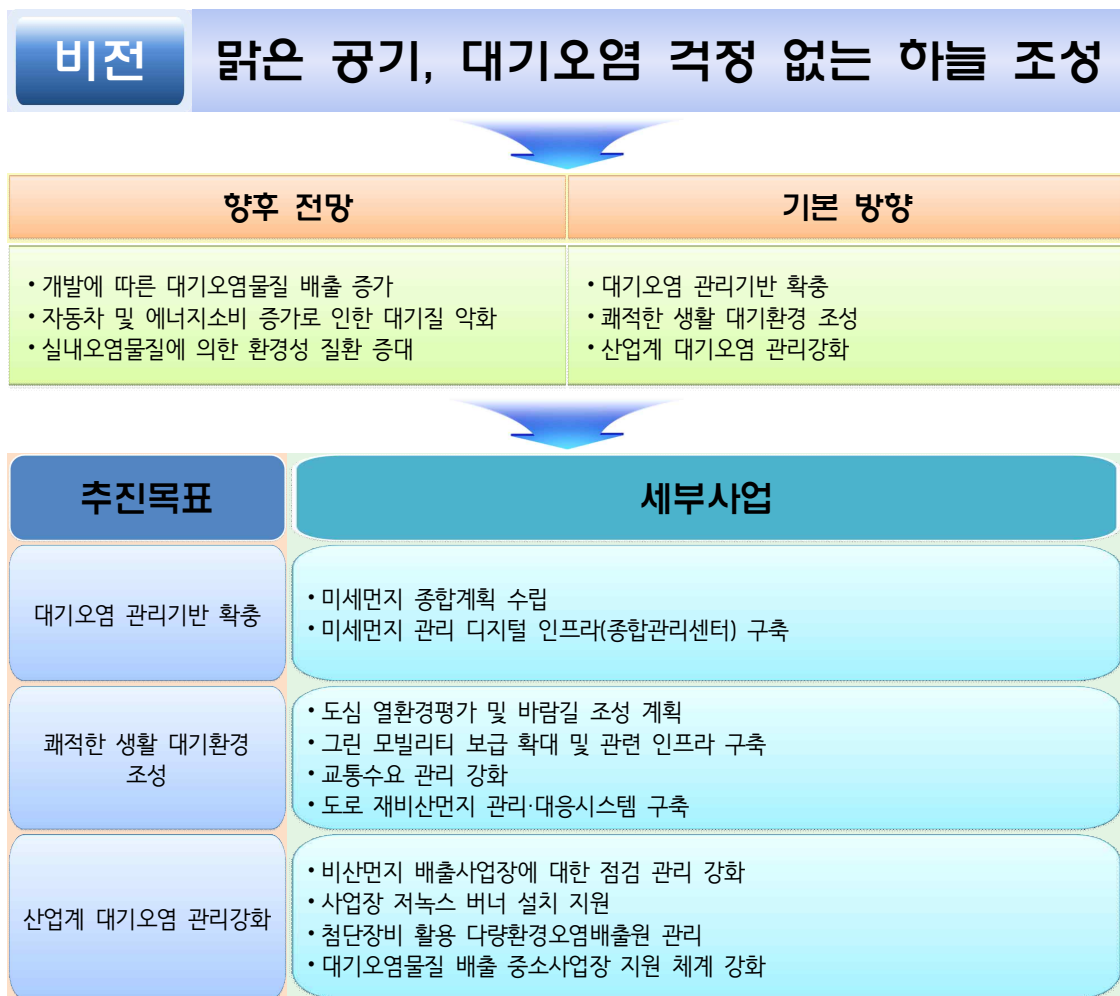 비전
맑은 공기, 대기오염 걱정 없는 하늘 조성
향후 전망
기본 방향
• 개발에 따른 대기오염물질 배출 증가
• 자동차 및 에너지소비 증가로 인한 대기질 악화
• 실내오염물질에 의한 환경성 질환 증대
• 대기오염 관리기반 확충
• 쾌적한 생활 대기환경 조성
• 산업계 대기오염 관리강화
추진목표
세부사업
대기오염 관리기반 확충
• 미세먼지 종합계획 수립
• 미세먼지 관리 디지털 인프라(종합관리센터) 구축
쾌적한 생활 대기환경
조성
• 도심 열환경평가 및 바람길 조성 계획
• 그린 모빌리티 보급 확대 및 관련 인프라 구축
• 교통수요 관리 강화
• 도로 재비산먼지 관리·대응시스템 구축
산업계 대기오염 관리강화
• 비산먼지 배출사업장에 대한 점검 관리 강화
• 사업장 저녹스 버너 설치 지원
• 첨단장비 활용 다량환경오염배출원 관리
• 대기오염물질 배출 중소사업장 지원 체계 강화